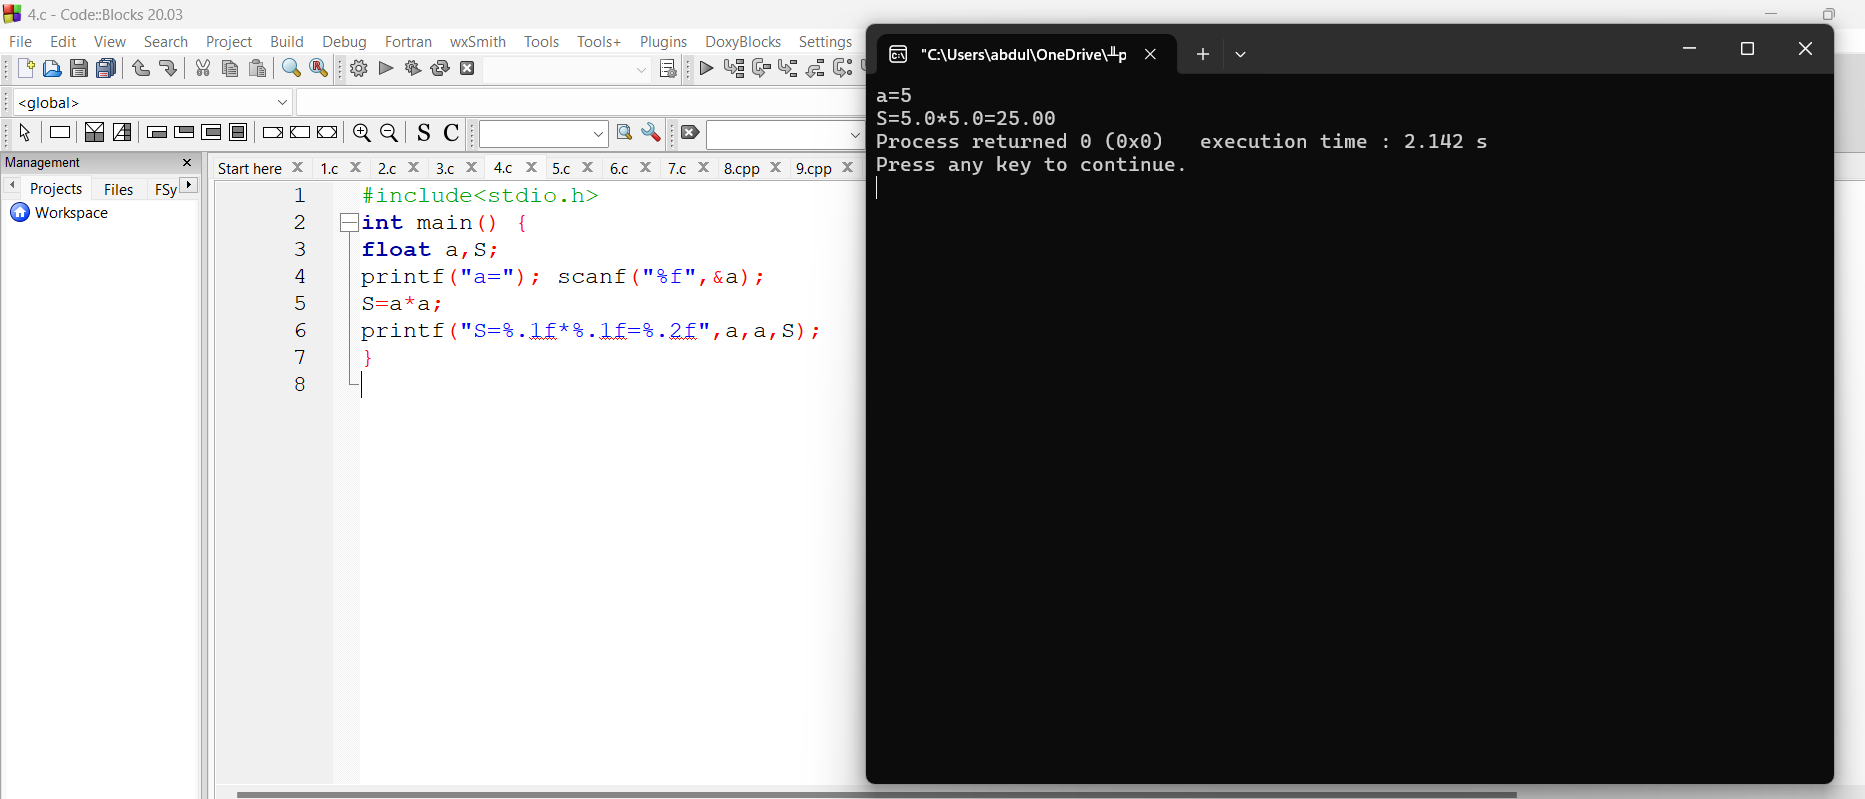 4.c - Code::Blocks 20.03
File Edit View Search Project Build Debug Fortran wxSmith Tools Tools+ Plugins DoxyBlocks Settings
<global>
S C
Management
Projects Files FSy
Workspace
Start here 1.c 2.c 3.c 4.c 5.c 6.c 7.c 8.cpp 9.cpp
1 #include<stdio.h>
2 int main() {
3 float a,S;
4 printf("a="); scanf("%f",&a);
5 S=a*a;
6 printf("S=%.1f*%.1f=%.2f",a,a,S);
7 }
8
"C:\Users\abdul\OneDrive\╨p
a=5
S=5.0*5.0=25.00
Process returned 0 (0x0)   execution time : 2.142 s
Press any key to continue.